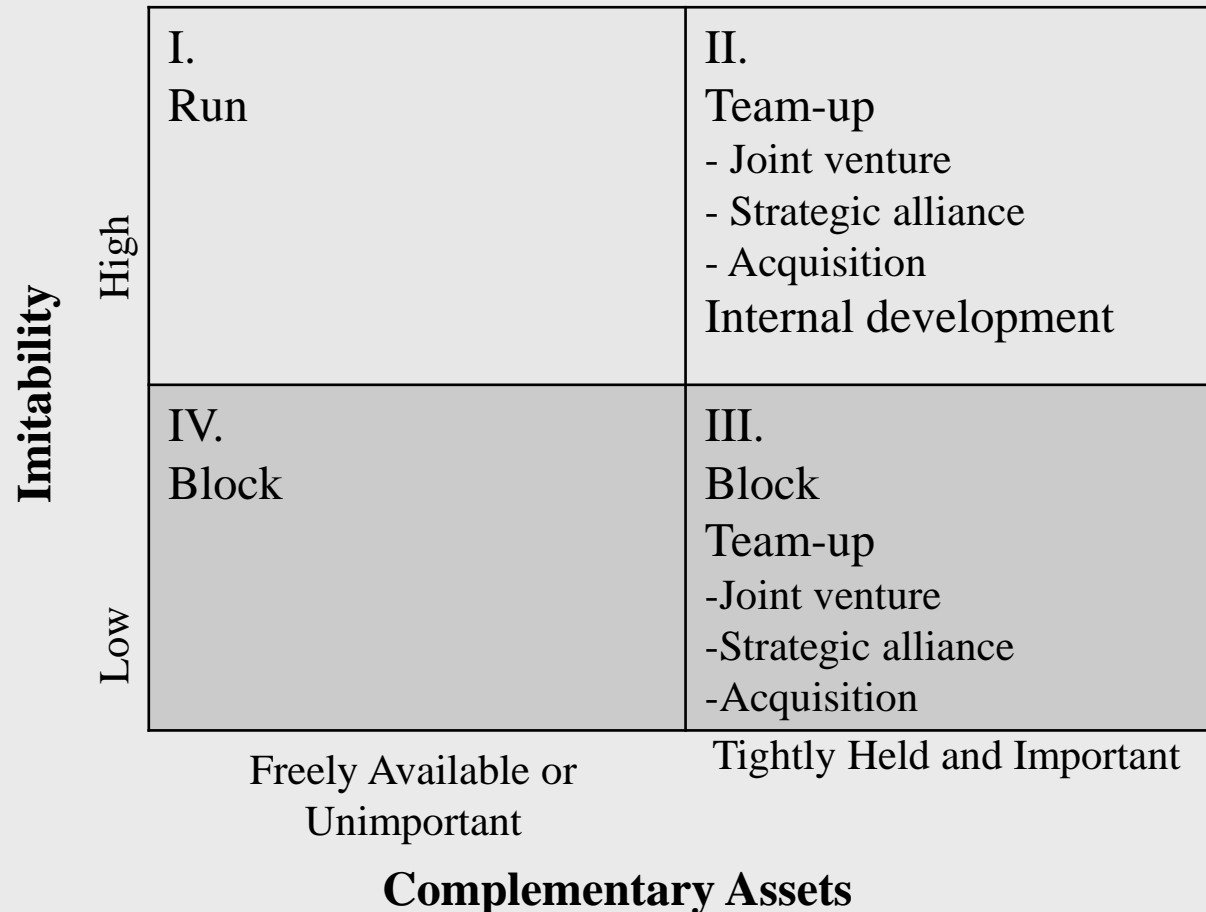 Imitability
High
Low
I.
Run
II.
Team-up
- Joint venture
- Strategic alliance
- Acquisition
Internal development
IV.
Block
III.
Block
Team-up
-Joint venture
-Strategic alliance
-Acquisition
Freely Available or
Unimportant
Tightly Held and Important
Complementary Assets